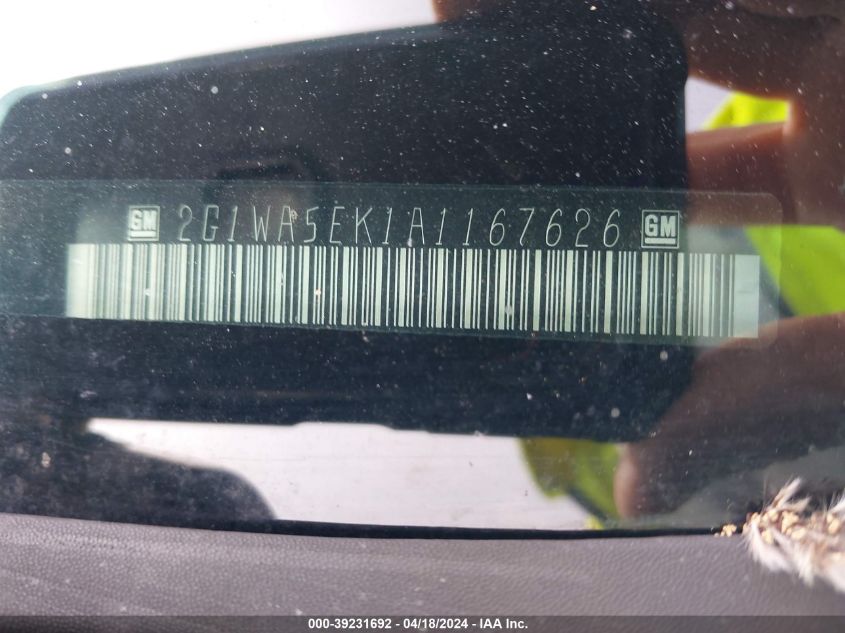 GM 2G1WA5EK1A1167626 GM
000-39231692 - 04/18/2024 - IAA Inc.